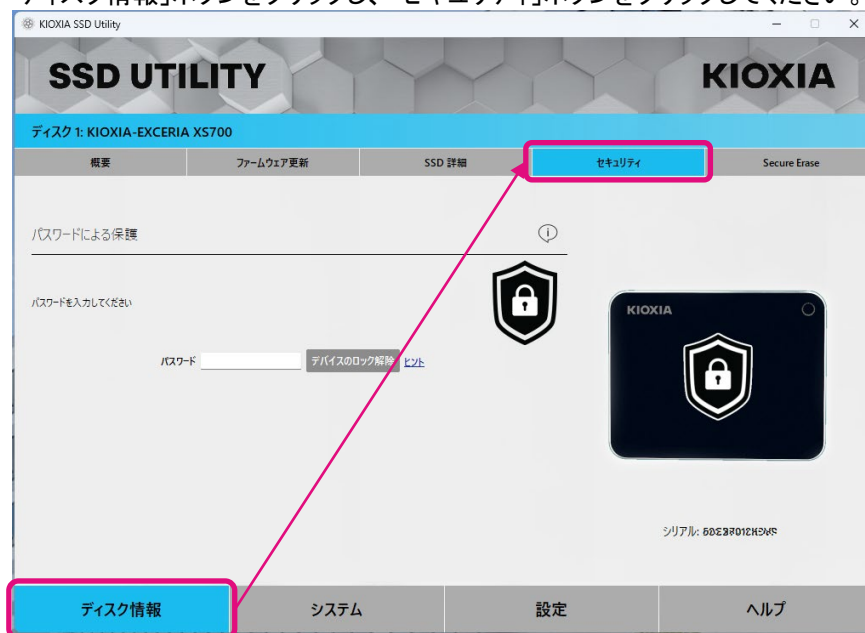 ディスク情報」ボタンをクリックし、「セキュリティ」ボタンをクリックしてください。
KIOXIA SSD Utility
SSD UTILITY
KIOXIA
ディスク 1: KIOXIA-EXCERIA XS700
概要 ファームウェア更新 SSD 詳細 セキュリティ Secure Erase
パスワードによる保護
パスワードを入力してください
パスワード デバイスのロック解除 ヒント
KIOXIA
シリアル:
ディスク情報 システム 設定 ヘルプ